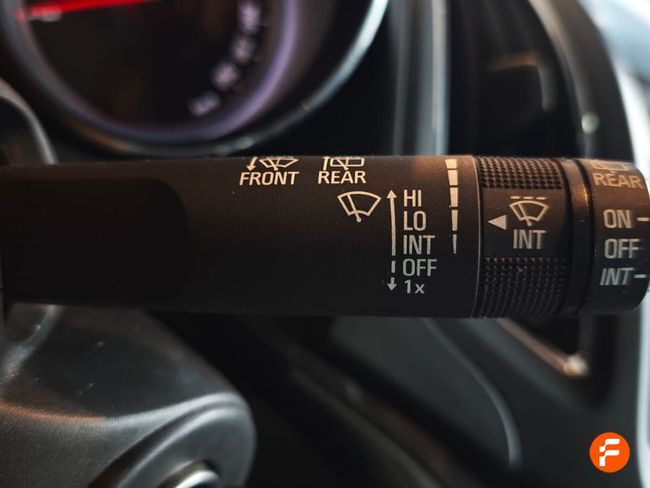 FRONT
REAR
HI
LO
INT
OFF
1x
INT
REAR
ON
OFF
INT